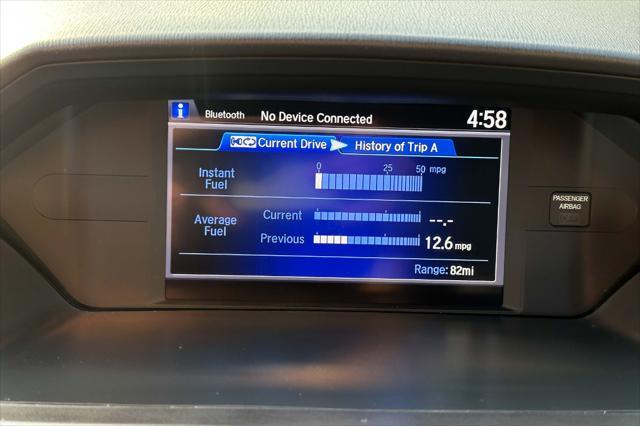 i Bluetooth No Device Connected 4:58
Current Drive History of Trip A
0 25 50 mpg
Instant
Fuel
Average
Fuel
Current --.-
Previous 12.6 mpg
Range: 82mi
PASSENGER
AIRBAG